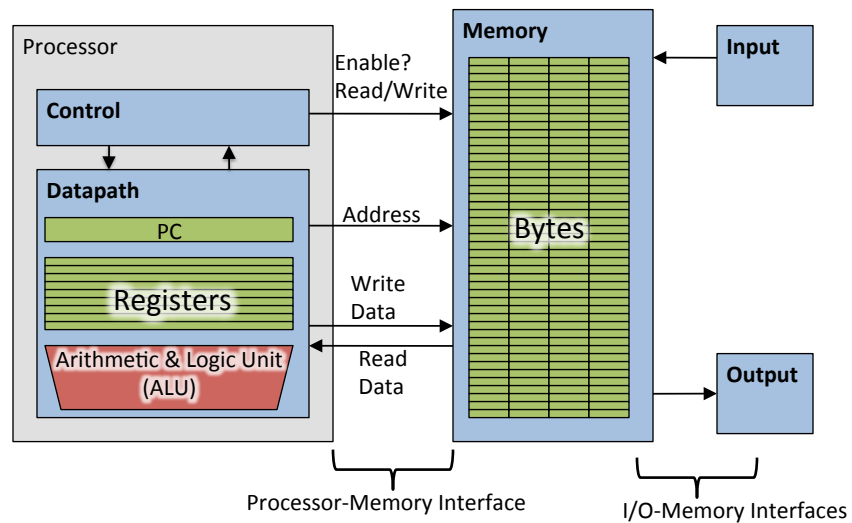 Processor
Control
Datapath
PC
Registers
Arithmetic & Logic Unit
(ALU)
Enable?
Read/Write
Address
Write
Data
Read
Data
Memory
Bytes
Input
Output
Processor-Memory Interface
I/O-Memory Interfaces